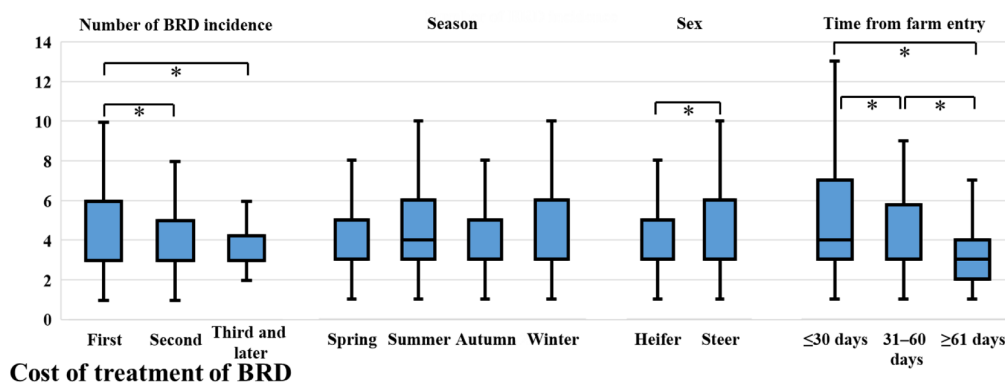 Number of BRD incidence Season Sex Time from farm entry
14
12
10
8
6
4
2
0
* * * * * *
First Second Third and later
Spring Summer Autumn Winter
Heifer Steer
≤30 days 31–60 days ≥61 days
Cost of treatment of BRD